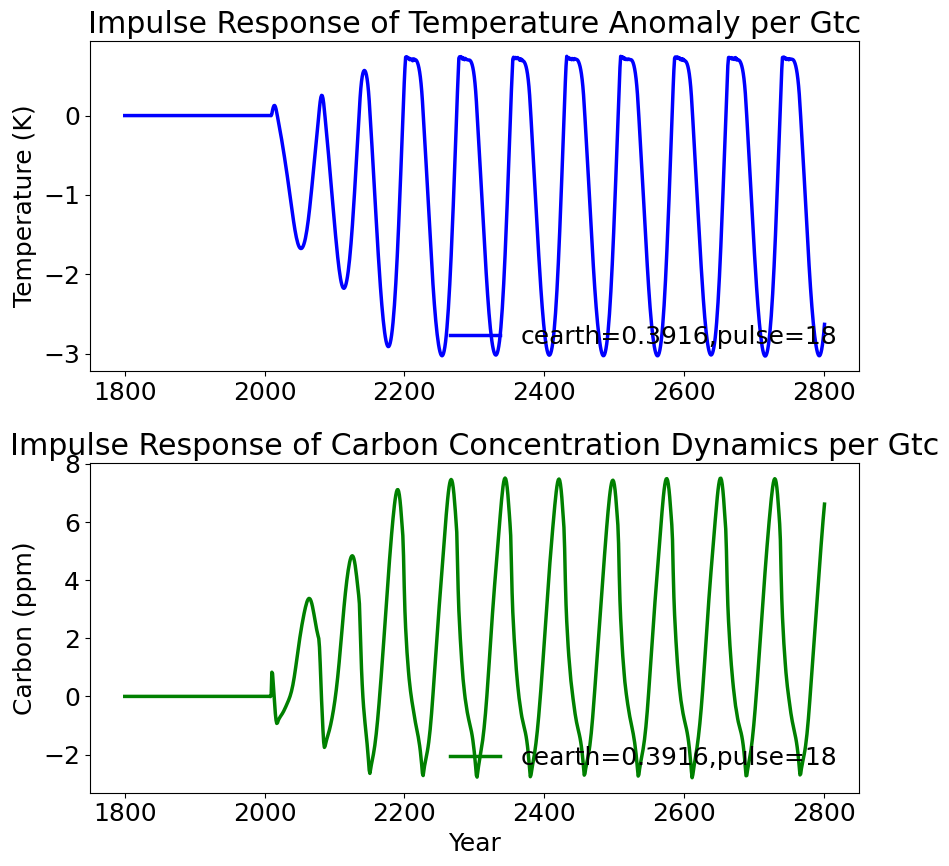 Impulse Response of Temperature Anomaly per Gtc
Temperature (K)
0
−1
−2
−3
cearth=0.3916,pulse=18
1800 2000 2200 2400 2600 2800
Impulse Response of Carbon Concentration Dynamics per Gtc
Carbon (ppm)
8
6
4
2
0
−2
cearth=0.3916,pulse=18
1800 2000 2200 2400 2600 2800
Year